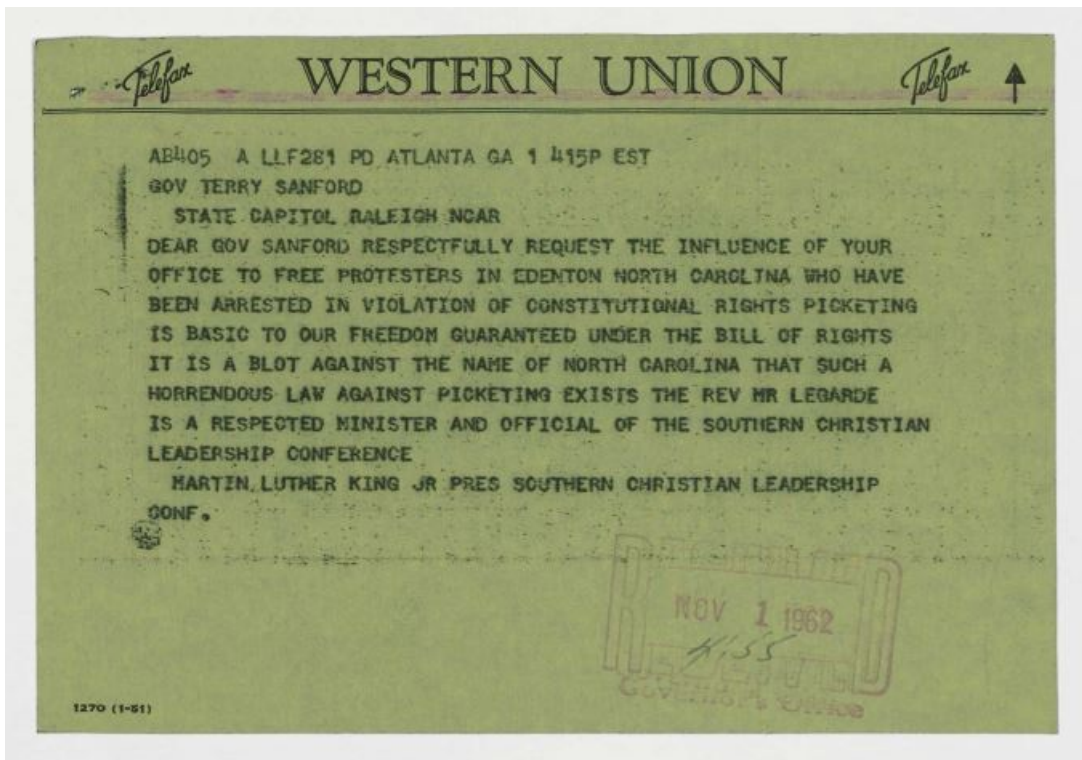 Telefax WESTERN UNION Telefax
AB405 A LLF281 PD ATLANTA GA 1 415P EST
GOV TERRY SANFORD
STATE CAPITOL RALEIGH NCAR
DEAR GOV SANFORD RESPECTFULLY REQUEST THE INFLUENCE OF YOUR
OFFICE TO FREE PROTESTERS IN EDENTON NORTH CAROLINA WHO HAVE
BEEN ARRESTED IN VIOLATION OF CONSTITUTIONAL RIGHTS PICKETING
IS BASIC TO OUR FREEDOM GUARANTEED UNDER THE BILL OF RIGHTS
IT IS A BLOT AGAINST THE NAME OF NORTH CAROLINA THAT SUCH A
HORRENDOUS LAW AGAINST PICKETING EXISTS THE REV MR LEGARDE
IS A RESPECTED MINISTER AND OFFICIAL OF THE SOUTHERN CHRISTIAN
LEADERSHIP CONFERENCE
MARTIN LUTHER KING JR PRES SOUTHERN CHRISTIAN LEADERSHIP
CONF.
NOV 1 1962
4:55
RECEIVED
1270 (1-51)